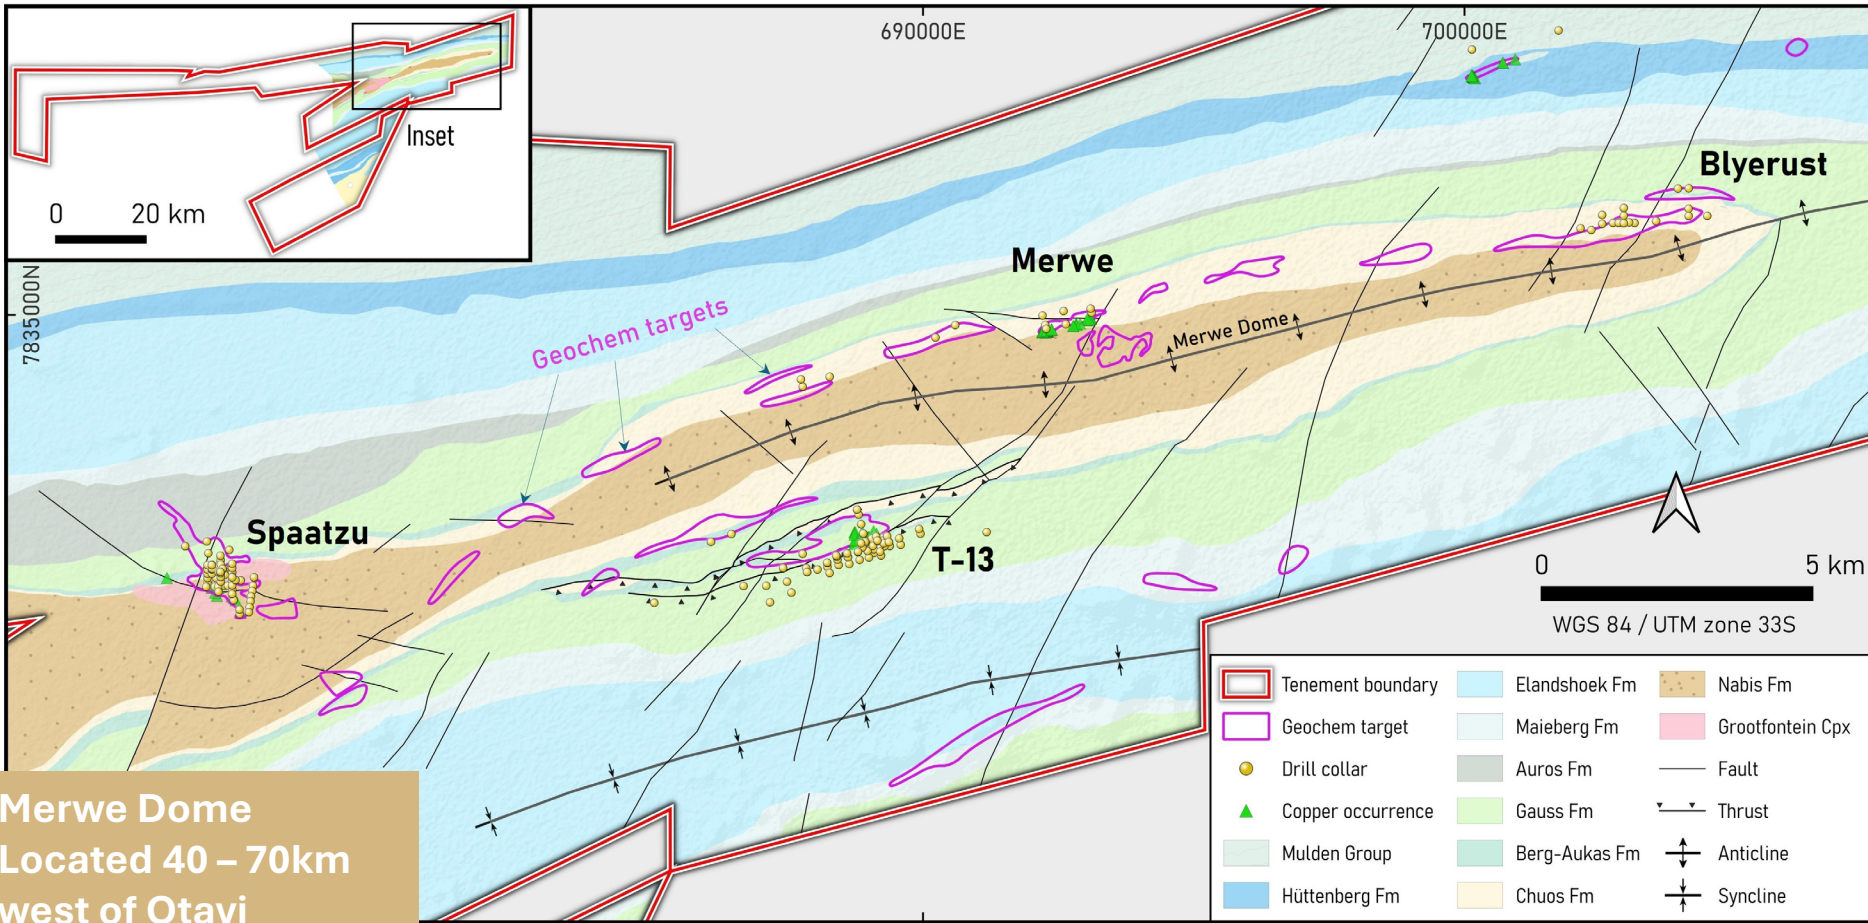 690000E
700000E
Inset
0 20 km
7835000N
Blyerust
Merwe
Geochem targets
Merwe Dome
Spaatzu
T-13
0 5 km
WGS 84 / UTM zone 33S
Tenement boundary
Geochem target
Drill collar
Copper occurrence
Mulden Group
Hüttenberg Fm
Elandshoek Fm
Maieberg Fm
Auros Fm
Gauss Fm
Berg-Aukas Fm
Chuos Fm
Nabis Fm
Grootfontein Cpx
Fault
Thrust
Anticline
Syncline
Merwe Dome
Located 40 – 70km
west of Otavi